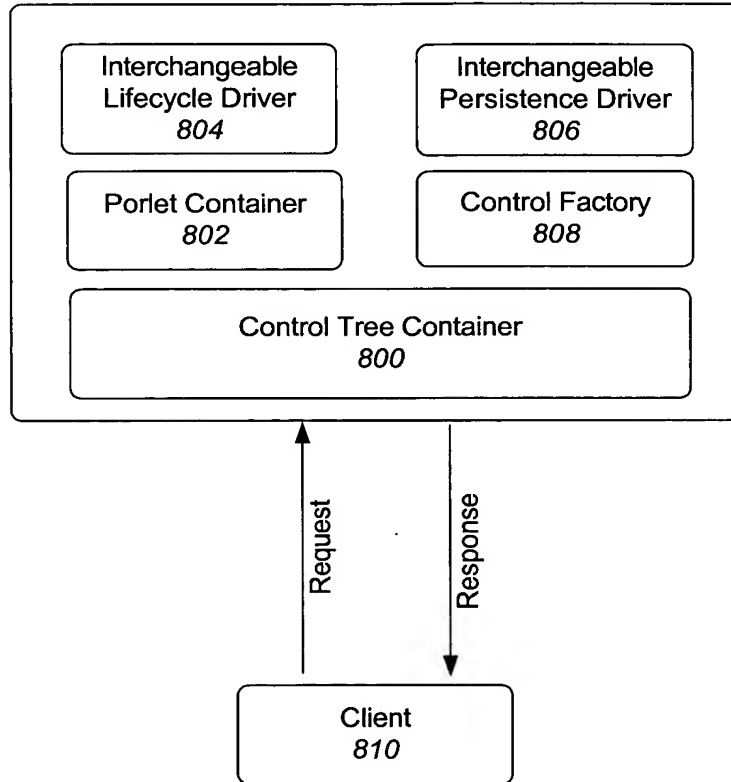 Interchangeable
Lifecycle Driver
804
Interchangeable
Persistence Driver
806
Porlet Container
802
Control Factory
808
Control Tree Container
800
Request
Response
Client
810